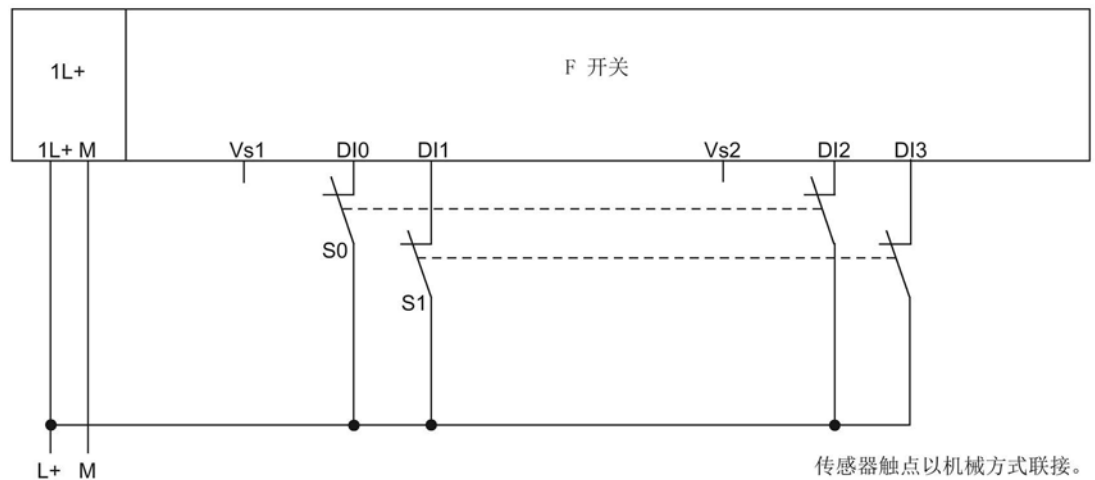 1L+
F 开关
1L+ M Vs1 DI0 DI1 Vs2 DI2 DI3
S0
S1
L+ M
传感器触点以机械方式联接。